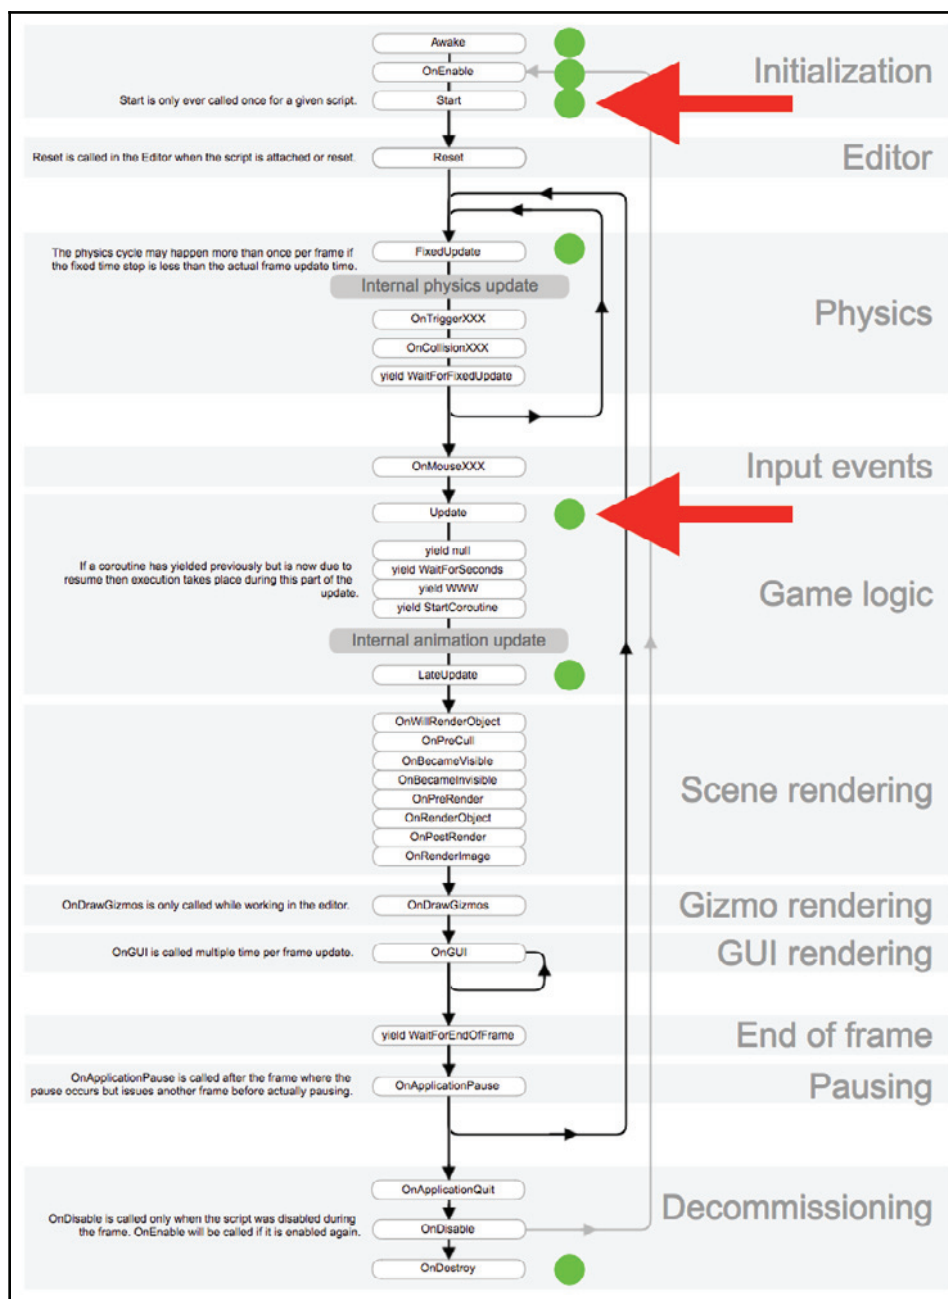 Awake
OnEnable
Initialization
Start is only ever called once for a given script.
Start
Reset is called in the Editor when the script is attached or reset.
Reset
Editor
The physics cycle may happen more than once per frame if
the fixed time step is less than the actual frame update time.
FixedUpdate
Internal physics update
OnTriggerXXX
Physics
OnCollisionXXX
yield WaitForFixedUpdate
OnMouseXXX
Input events
Update
yield null
If a coroutine has yielded previously but is now due to
resume then execution takes place during this part of the
update.
yield WaitForSeconds
yield WWW
yield StartCoroutine
Game logic
Internal animation update
LateUpdate
OnWillRenderObject
OnPreCull
OnBecameVisible
OnBecameInvisible
OnPreRender
OnRenderObject
OnPostRender
OnRenderImage
Scene rendering
OnDrawGizmos is only called while working in the editor.
OnDrawGizmos
Gizmo rendering
OnGUI is called multiple time per frame update.
OnGUI
GUI rendering
yield WaitForEndOfFrame
End of frame
OnApplicationPause is called after the frame where the
pause occurs but issues another frame before actually pausing.
OnApplicationPause
Pausing
OnApplicationQuit
Decommissioning
OnDisable is called only when the script was disabled during
the frame. OnEnable will be called if it is enabled again.
OnDisable
OnDestroy